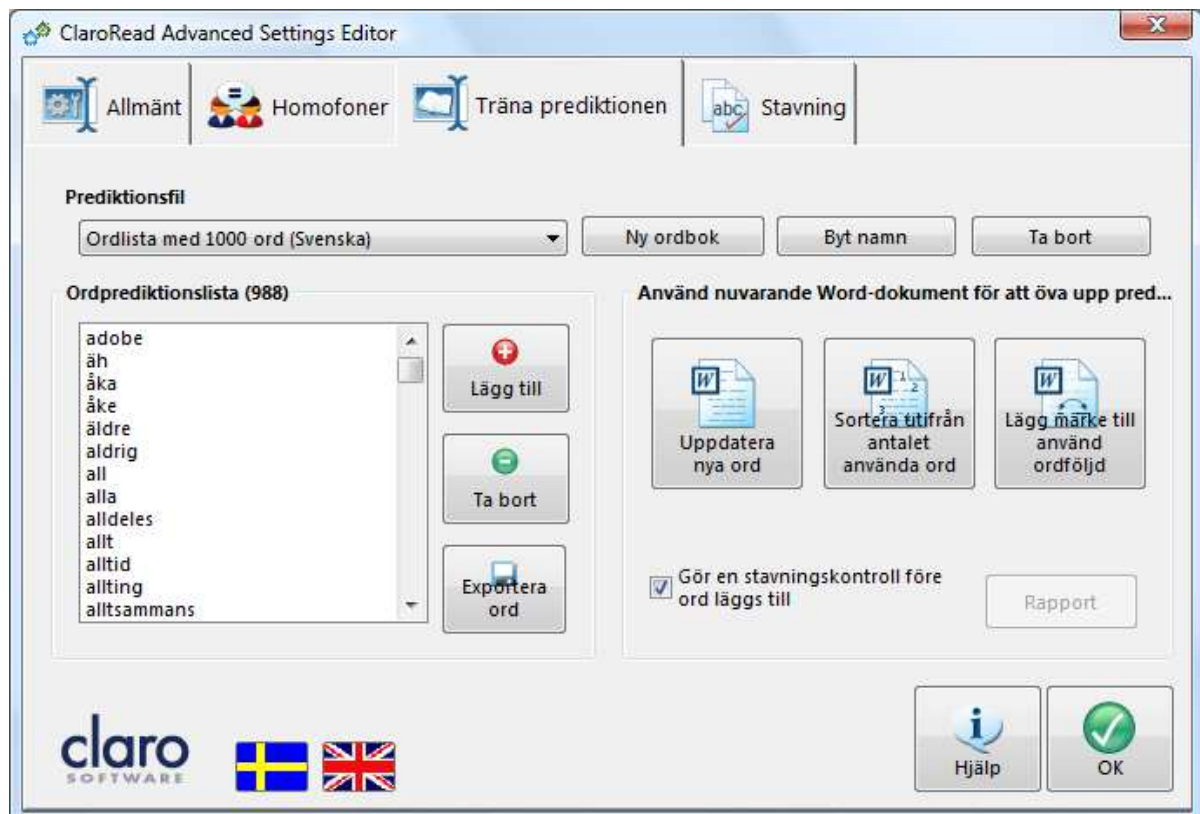 ClaroRead Advanced Settings Editor
Allmänt
Homofoner
Träna prediktionen
abc
Stavning
Prediktionsfil
Ordlista med 1000 ord (Svenska)
Ny ordbok
Byt namn
Ta bort
Ordprediktionslista (988)
adobe
äh
åka
åke
äldre
aldrig
all
alla
alldeles
allt
alltid
allting
alltsammans
Lägg till
Ta bort
Exportera
ord
Använd nuvarande Word-dokument för att öva upp pred...
W
Uppdatera
nya ord
W 1 2
3
Sortera utifrån
antalet
använda ord
W
Lägg märke till
använd
ordföljd
Gör en stavningskontroll före
ord läggs till
Rapport
claro
SOFTWARE
Hjälp
OK